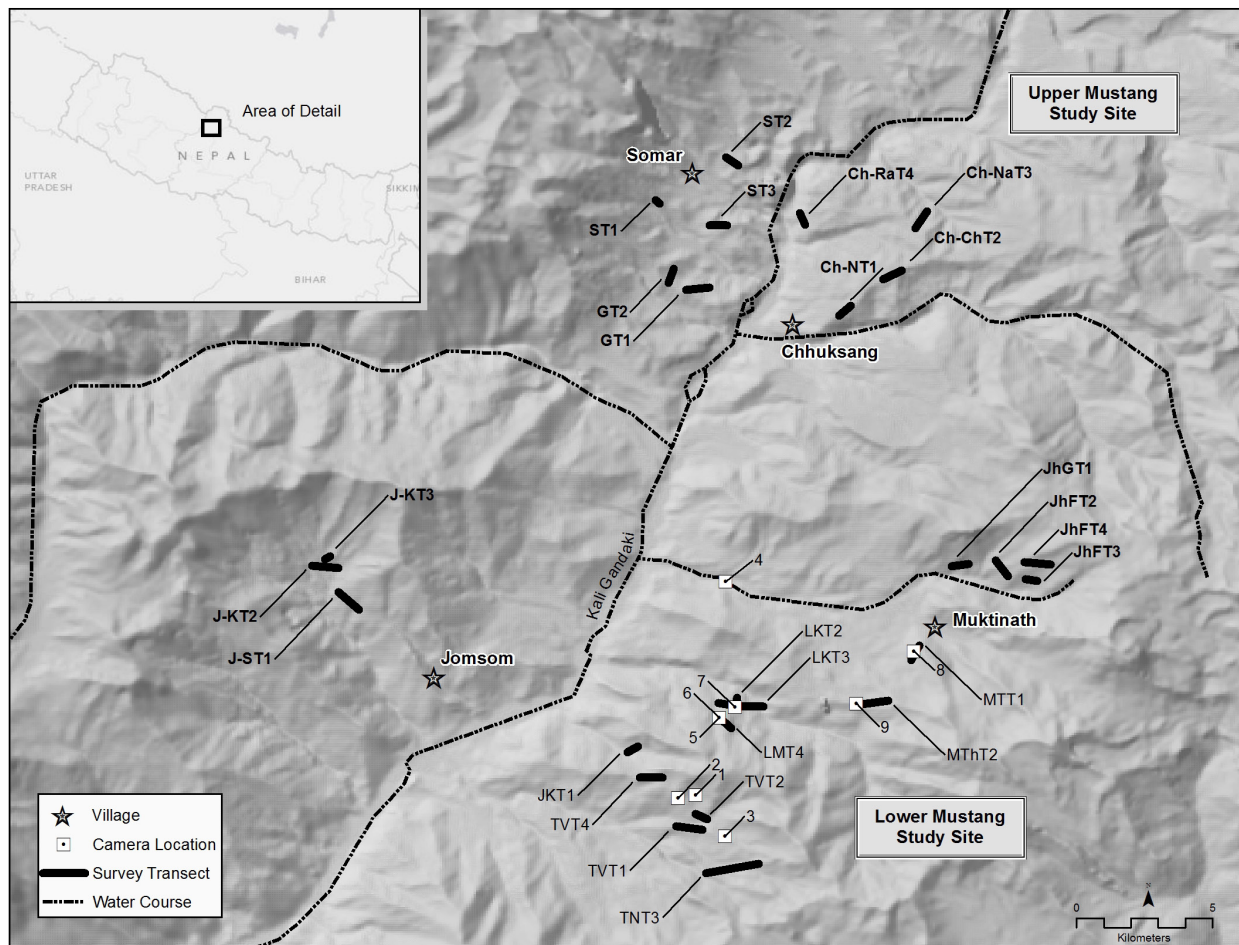 Area of Detail
NEPAL
UTTAR
PRADESH
SIKKIM
BIHAR
Upper Mustang
Study Site
ST2
Somar
Ch-RaT4
Ch-NaT3
ST3
ST1
Ch-ChT2
Ch-NT1
GT2
GT1
Chhuksang
J-KT3
JhGT1
JhFT2
JhFT4
JhFT3
Kali Gandaki
4
J-KT2
J-ST1
Jomsom
Muktinath
LKT2
LKT3
7
6
5
8
MTT1
9
LMT4
MThT2
2
1
TVT2
JKT1
TVT4
3
TVT1
TNT3
Lower Mustang
Study Site
Village
Camera Location
Survey Transect
Water Course
N
0 5
Kilometers